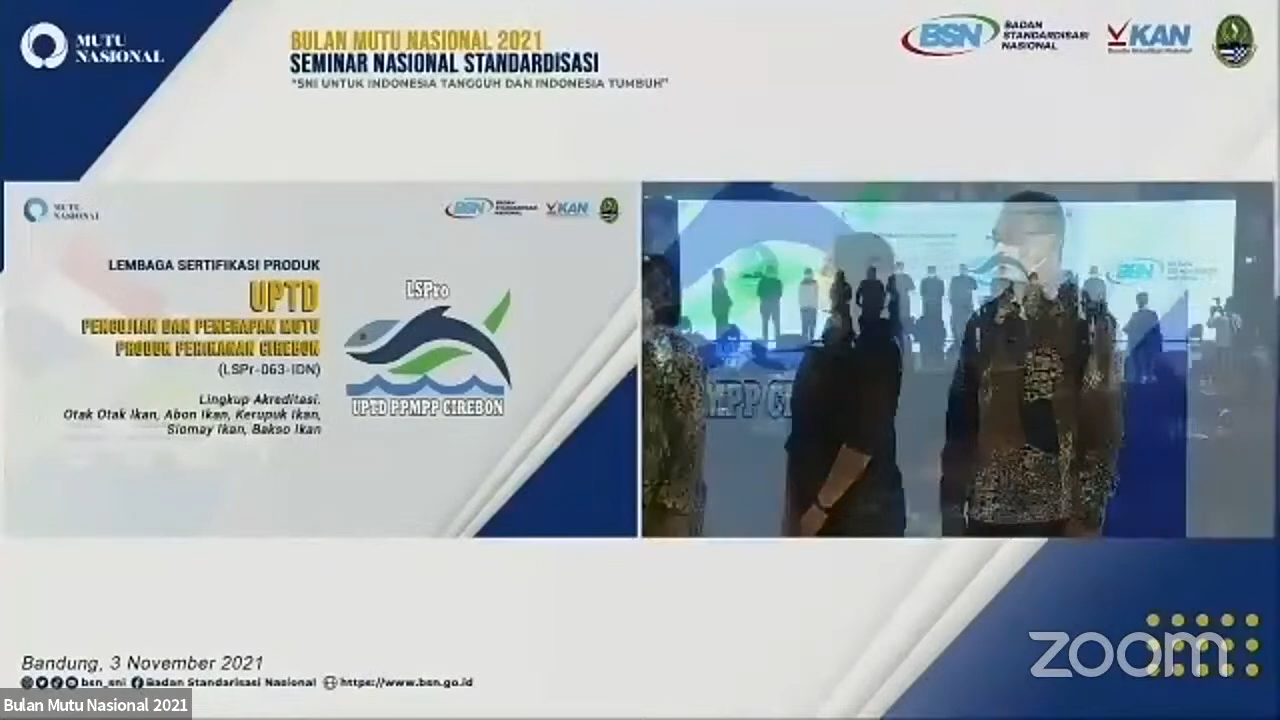 MUTU
NASIONAL
BULAN MUTU NASIONAL 2021
SEMINAR NASIONAL STANDARDISASI
"SNI UNTUK INDONESIA TANGGUH DAN INDONESIA TUMBUH"
BSN
BADAN
STANDARDISASI
NASIONAL
KAN
MUTU
NASIONAL
BSN
KAN
LEMBAGA SERTIFIKASI PRODUK
UPTD
PENGUJIAN DAN PENERAPAN MUTU
PRODUK PERIKANAN CIREBON
(LSPr-063-IDN)
Lingkup Akreditasi:
Otak Otak Ikan, Abon Ikan, Kerupuk Ikan,
Siomay Ikan, Bakso Ikan
LSPro
UPTD PPMPP CIREBON
BSN
MPP CI
Bandung, 3 November 2021
bsn_sni Badan Standarisasi Nasional https://www.bsn.go.id
Bulan Mutu Nasional 2021
zoom